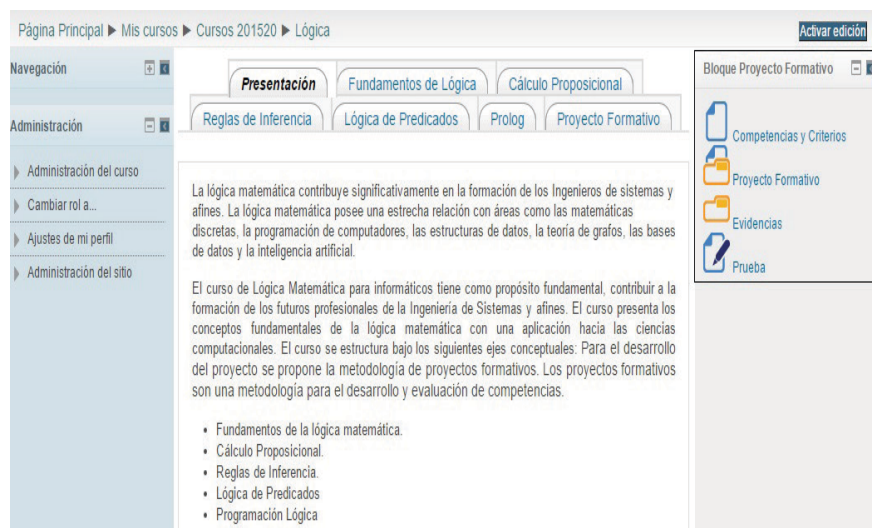 Página Principal ▶ Mis cursos ▶ Cursos 201520 ▶ Lógica
Activar edición
Navegación
Administración
Administración del curso
Cambiar rol a...
Ajustes de mi perfil
Administración del sitio
Presentación
Fundamentos de Lógica
Cálculo Proposicional
Reglas de Inferencia
Lógica de Predicados
Prolog
Proyecto Formativo
La lógica matemática contribuye significativamente en la formación de los Ingenieros de sistemas y
afines. La lógica matemática posee una estrecha relación con áreas como las matemáticas
discretas, la programación de computadores, las estructuras de datos, la teoría de grafos, las bases
de datos y la inteligencia artificial.
El curso de Lógica Matemática para informáticos tiene como propósito fundamental, contribuir a la
formación de los futuros profesionales de la Ingeniería de Sistemas y afines. El curso presenta los
conceptos fundamentales de la lógica matemática con una aplicación hacia las ciencias
computacionales. El curso se estructura bajo los siguientes ejes conceptuales: Para el desarrollo
del proyecto se propone la metodología de proyectos formativos. Los proyectos formativos
son una metodología para el desarrollo y evaluación de competencias.
• Fundamentos de la lógica matemática.
• Cálculo Proposicional.
• Reglas de Inferencia.
• Lógica de Predicados
• Programación Lógica
Bloque Proyecto Formativo
Competencias y Criterios
Proyecto Formativo
Evidencias
Prueba